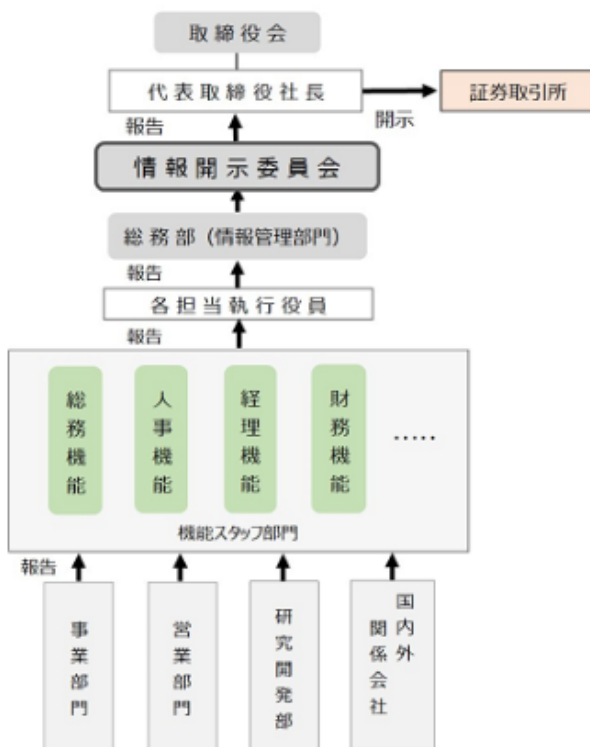 取締役会
代表取締役社長
証券取引所
報告
開示
情報開示委員会
総務部（情報管理部門）
報告
各担当執行役員
報告
総務機能
人事機能
経理機能
財務機能
・・・・・
機能スタッフ部門
報告
事業部門
営業部門
研究開発部
国内外
関係会社